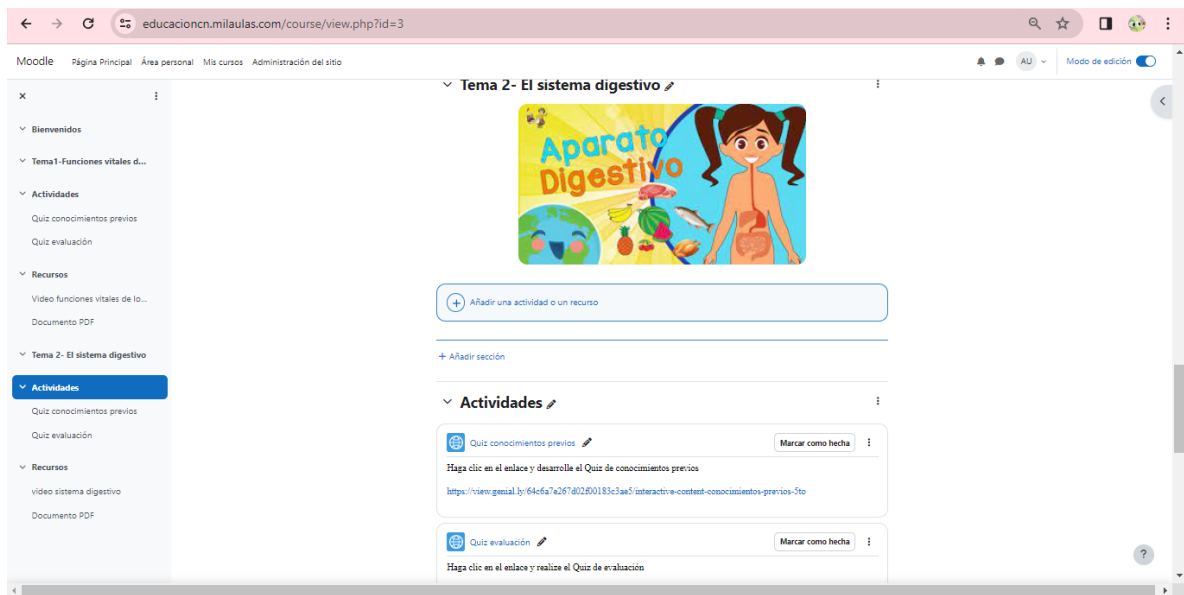 educacioncn.milaulas.com/course/view.php?id=3
Moodle Página Principal Área personal Mis cursos Administración del sitio
AU Modo de edición
Bienvenidos
Tema1-Funciones vitales d...
Actividades
Quiz conocimientos previos
Quiz evaluación
Recursos
Video funciones vitales de lo...
Documento PDF
Tema 2- El sistema digestivo
Actividades
Quiz conocimientos previos
Quiz evaluación
Recursos
video sistema digestivo
Documento PDF
Tema 2- El sistema digestivo
Aparato
Digestivo
Añadir una actividad o un recurso
+ Añadir sección
Actividades
Quiz conocimientos previos Marcar como hecha
Haga clic en el enlace y desarrolle el Quiz de conocimientos previos
https://view.genial.ly/64c6a7e267d02f00183c3ae5/interactive-content-conocimientos-previos-5to
Quiz evaluación Marcar como hecha
Haga clic en el enlace y realize el Quiz de evaluación
?